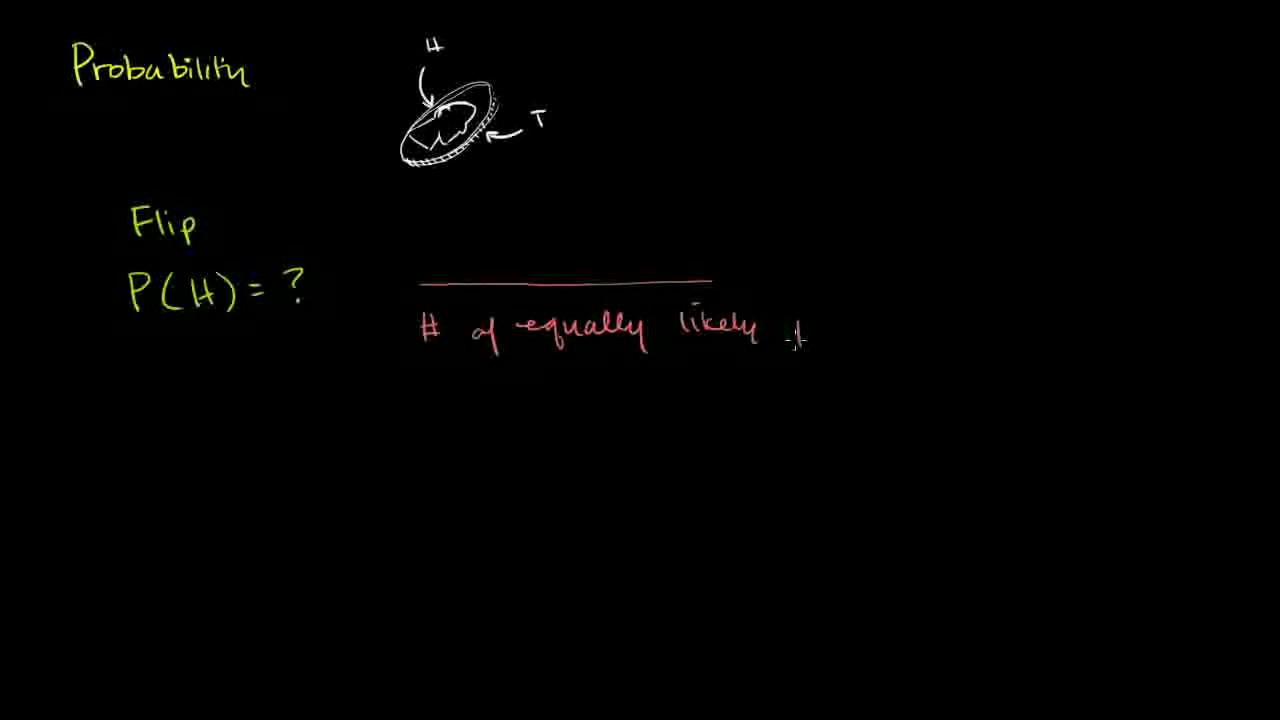 Probability
H
T
Flip
P(H) = ?
# of equally likely